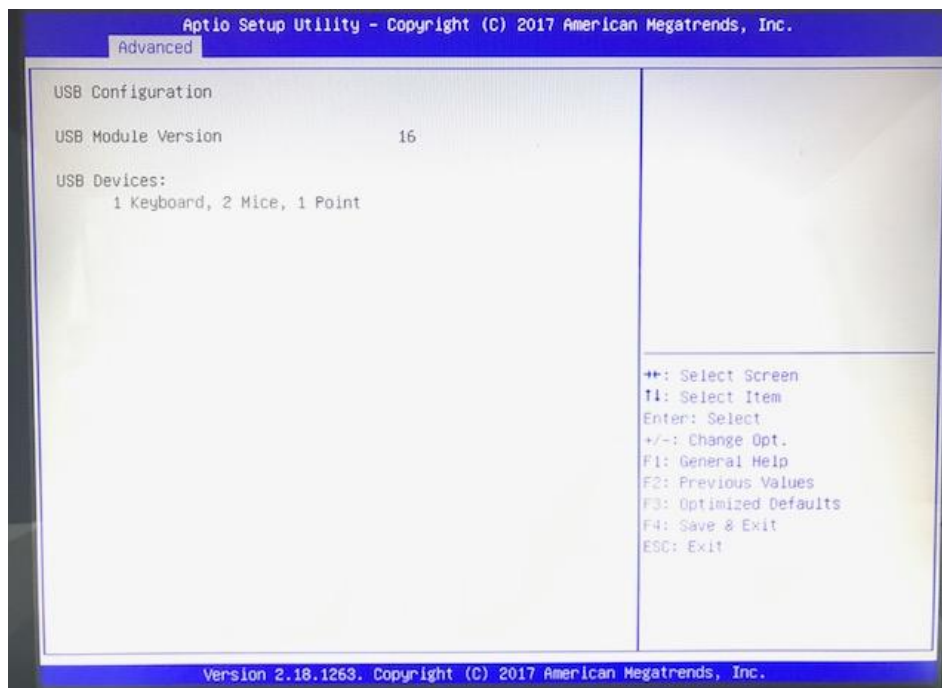 Aptio Setup Utility - Copyright (C) 2017 American Megatrends, Inc.
Advanced
USB Configuration
USB Module Version 16
USB Devices:
1 Keyboard, 2 Mice, 1 Point
→←: Select Screen
↑↓: Select Item
Enter: Select
+/-: Change Opt.
F1: General Help
F2: Previous Values
F3: Optimized Defaults
F4: Save & Exit
ESC: Exit
Version 2.18.1263. Copyright (C) 2017 American Megatrends, Inc.